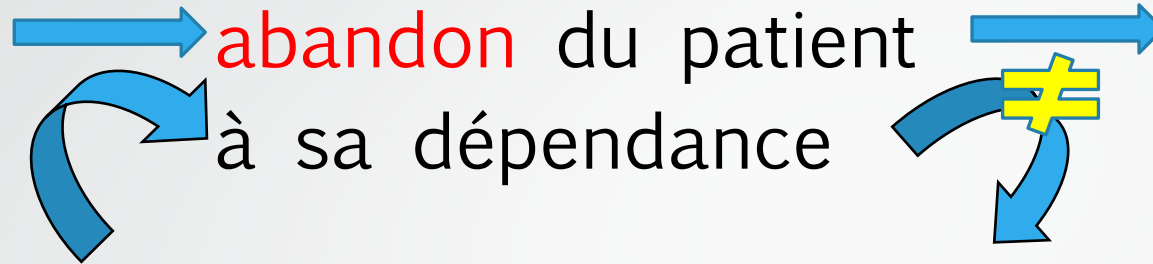 abandon du patient
à sa dépendance
≠